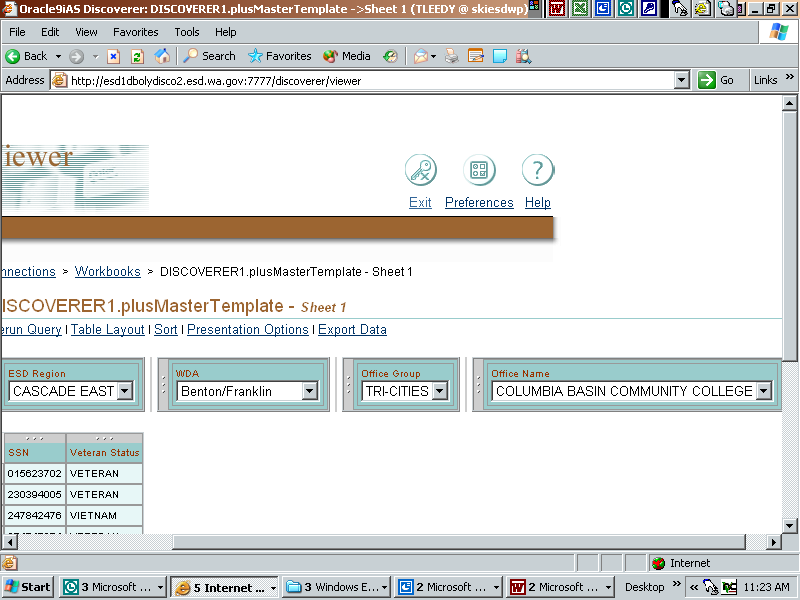 Oracle9iAS Discoverer: DISCOVERER1.plusMasterTemplate ->Sheet 1 (TLEEDY @ skiesdwp)
File Edit View Favorites Tools Help
Back Search Favorites Media
Address http://esd1dbolydisco2.esd.wa.gov:7777/discoverer/viewer Go Links »
iewer
Exit Preferences Help
nnections > Workbooks > DISCOVERER1.plusMasterTemplate - Sheet 1
ISCOVERER1.plusMasterTemplate - Sheet 1
erun Query | Table Layout | Sort | Presentation Options | Export Data
ESD Region WDA Office Group Office Name
CASCADE EAST Benton/Franklin TRI-CITIES COLUMBIA BASIN COMMUNITY COLLEGE
SSN Veteran Status
015623702 VETERAN
230394005 VETERAN
247842476 VIETNAM
Internet
Start 3 Microsoft ... 5 Internet ... 3 Windows E... 2 Microsoft ... 2 Microsoft ... Desktop » « 11:23 AM